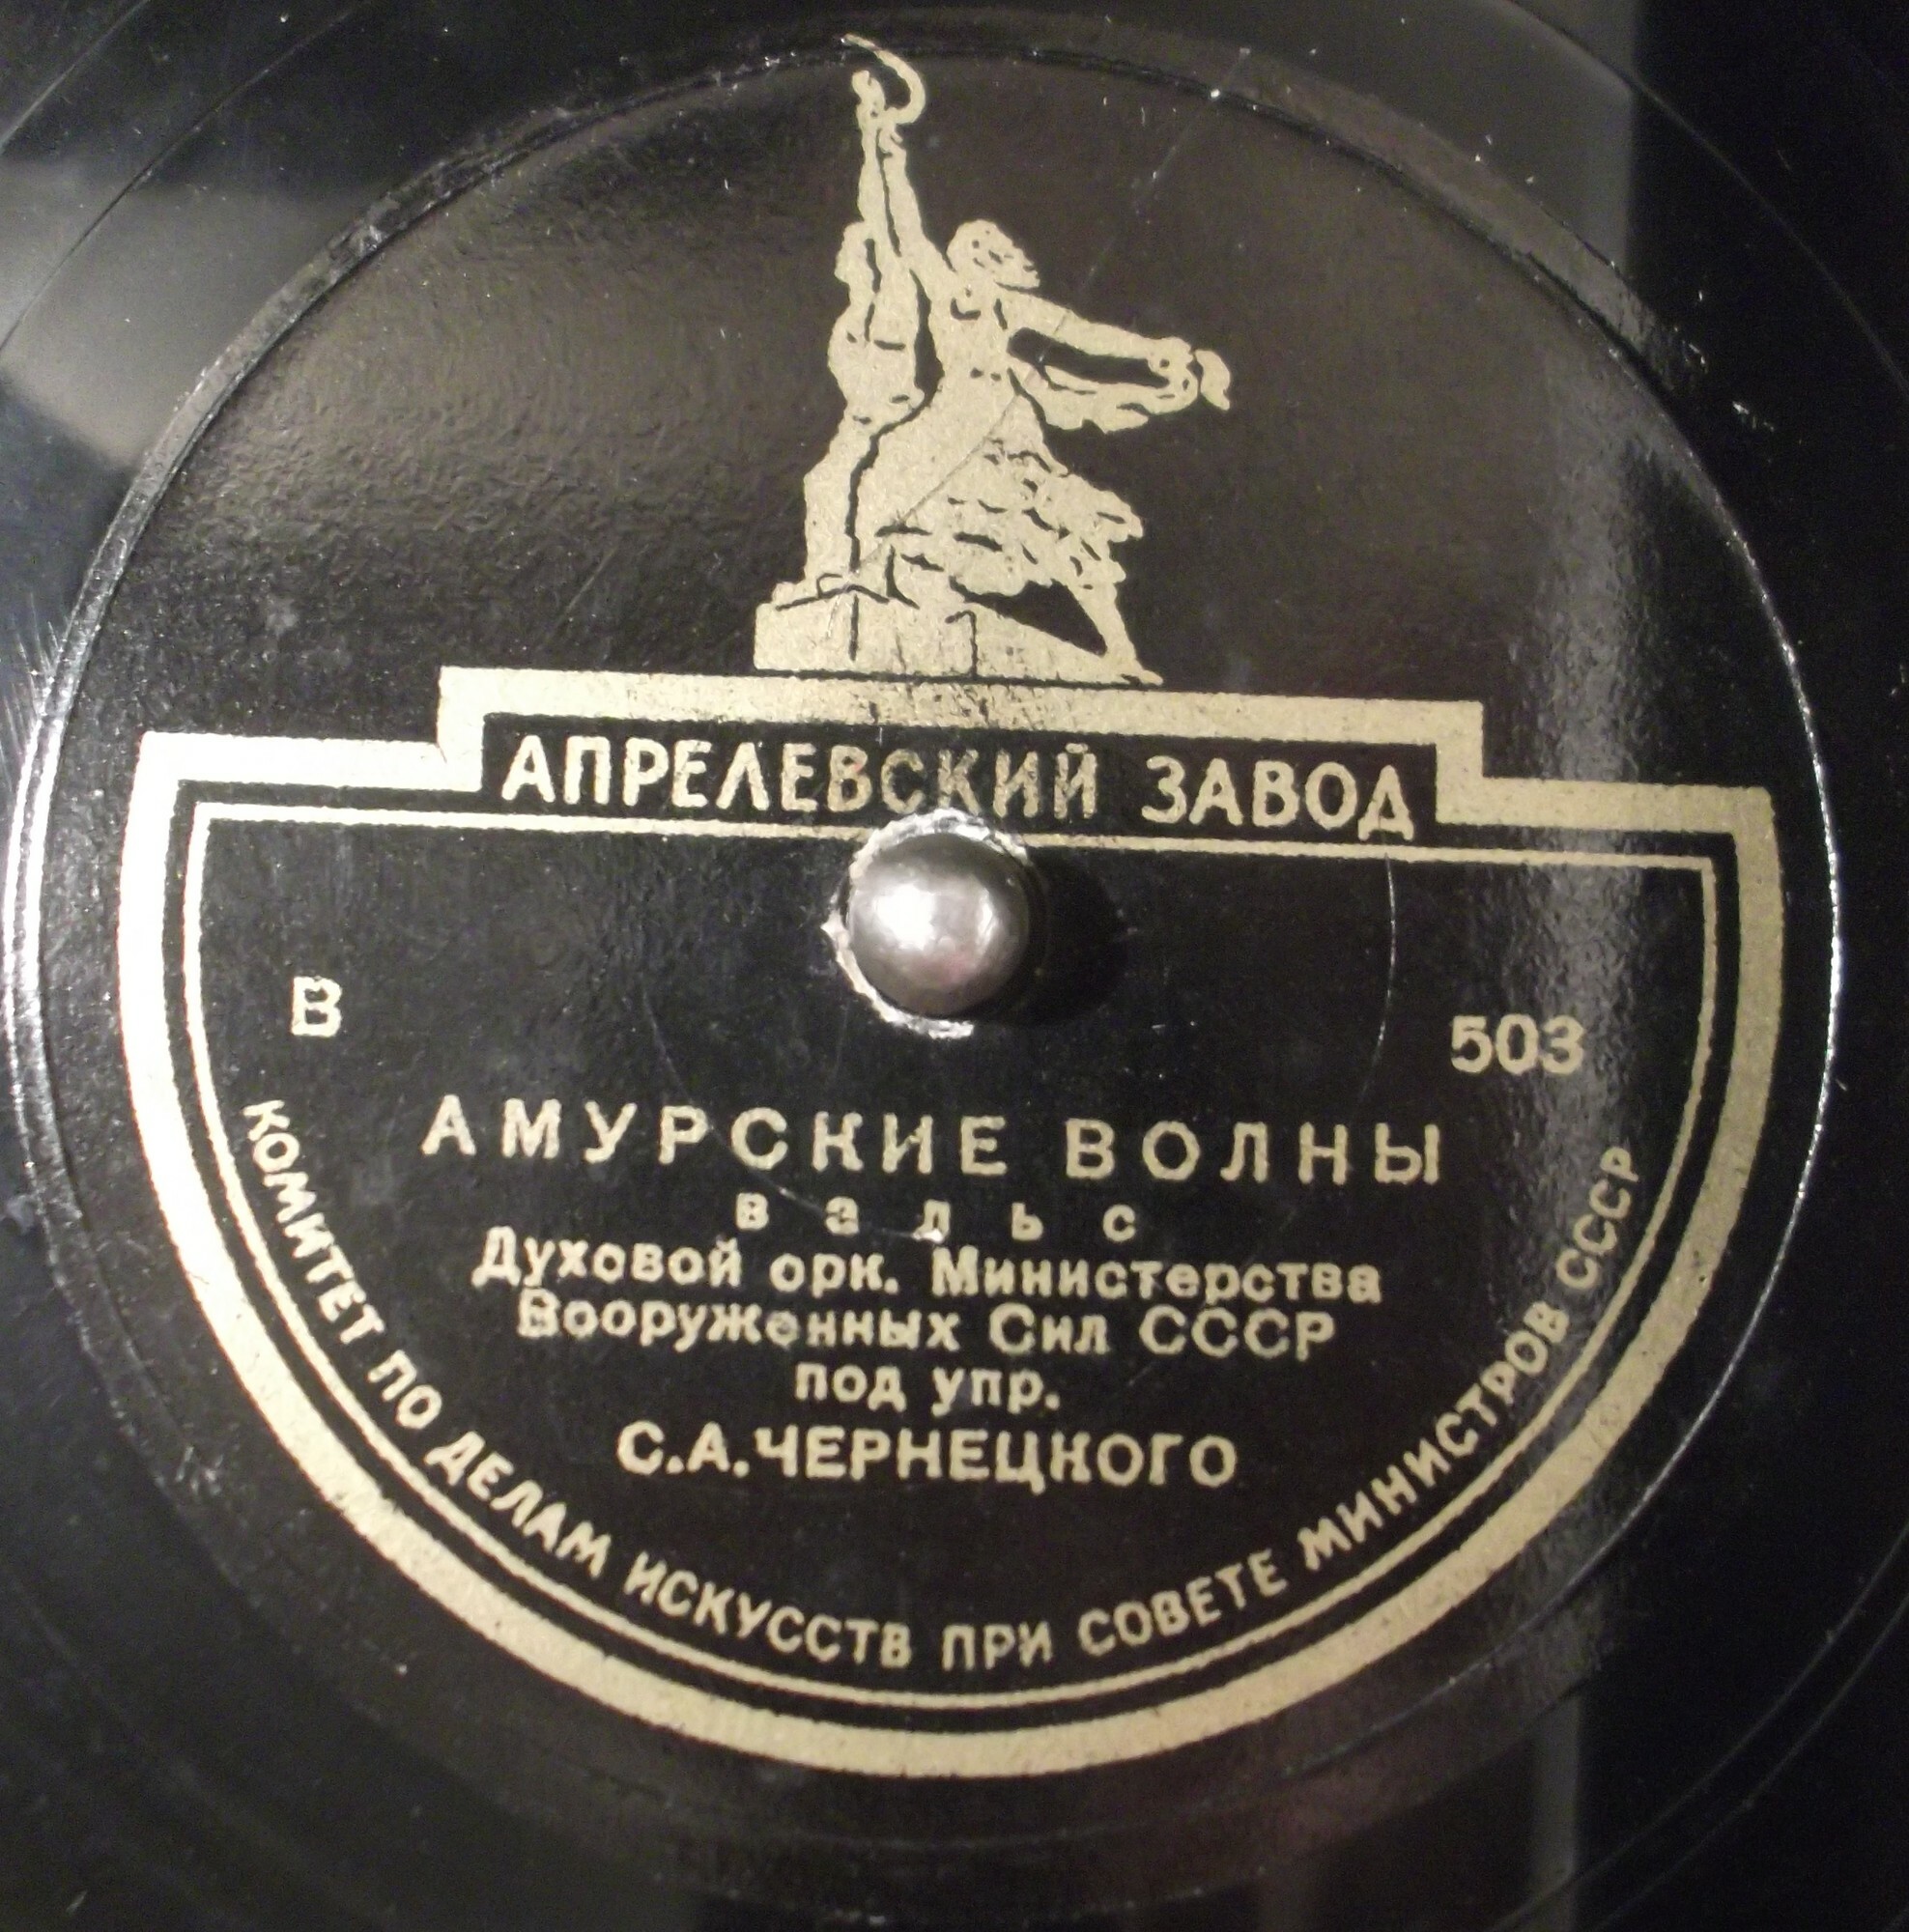 АПРЕЛЕВСКИЙ ЗАВОД
В 503
АМУРСКИЕ ВОЛНЫ
вальс
Духовой орк. Министерства
Вооруженных Сил СССР
под упр.
С.А.ЧЕРНЕЦКОГО
КОМИТЕТ ПО ДЕЛАМ ИСКУССТВ ПРИ СОВЕТЕ МИНИСТРОВ СССР